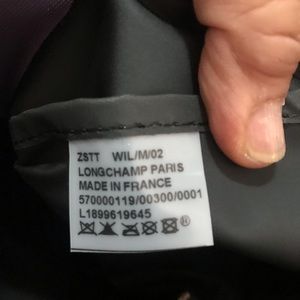 ZSTT WIL/M/02
LONGCHAMP PARIS
MADE IN FRANCE
570000119/00300/0001
L1899619645